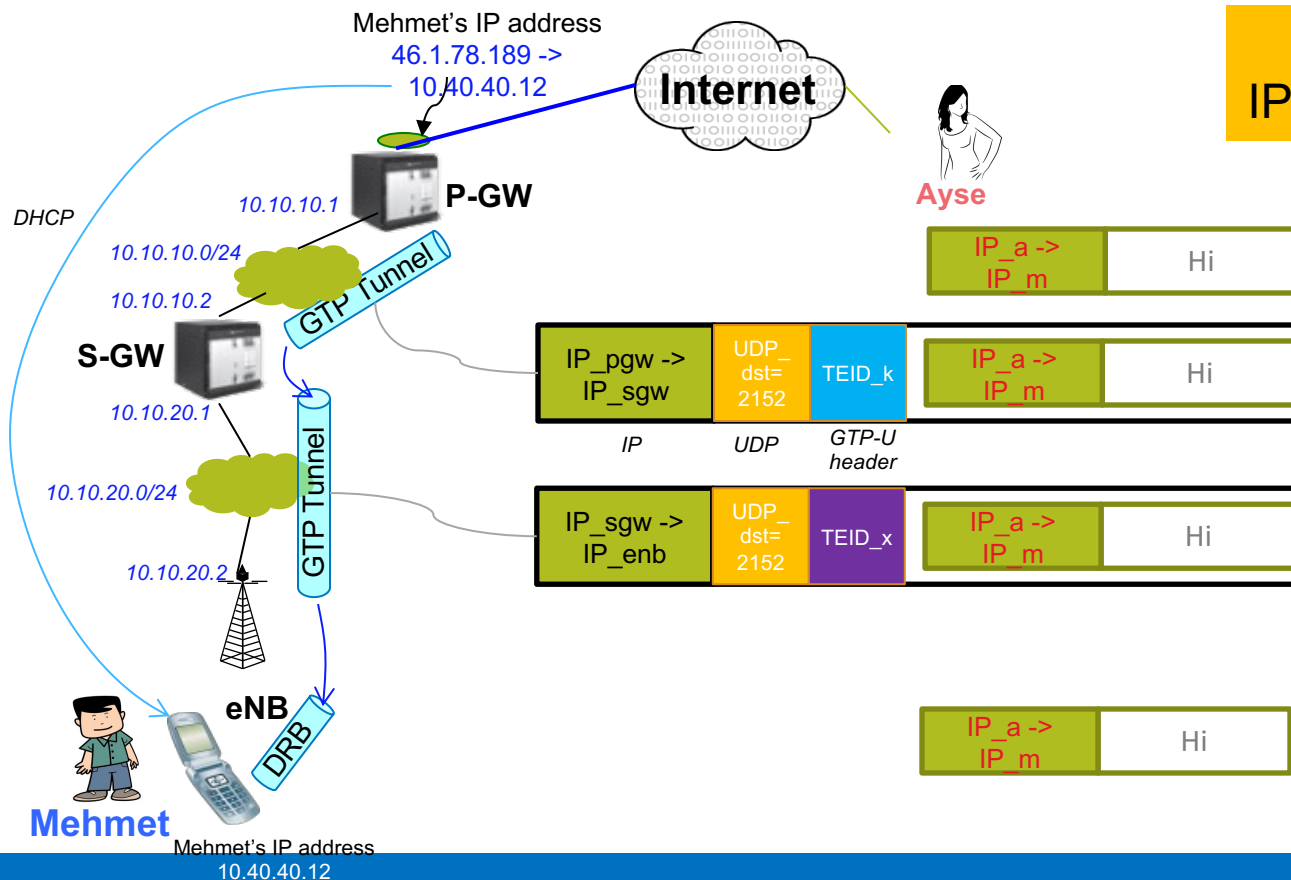 Mehmet's IP address
46.1.78.189 ->
10.40.40.12
Internet
IP
Ayse
P-GW
10.10.10.1
DHCP
10.10.10.0/24
GTP Tunnel
10.10.10.2
S-GW
10.10.20.1
GTP Tunnel
10.10.20.0/24
10.10.20.2
eNB
DRB
Mehmet
Mehmet's IP address
10.40.40.12
IP_a ->
IP_m
Hi
IP_pgw ->
IP_sgw
UDP_
dst=
2152
TEID_k
IP_a ->
IP_m
Hi
IP
UDP
GTP-U
header
IP_sgw ->
IP_enb
UDP_
dst=
2152
TEID_x
IP_a ->
IP_m
Hi
IP_a ->
IP_m
Hi